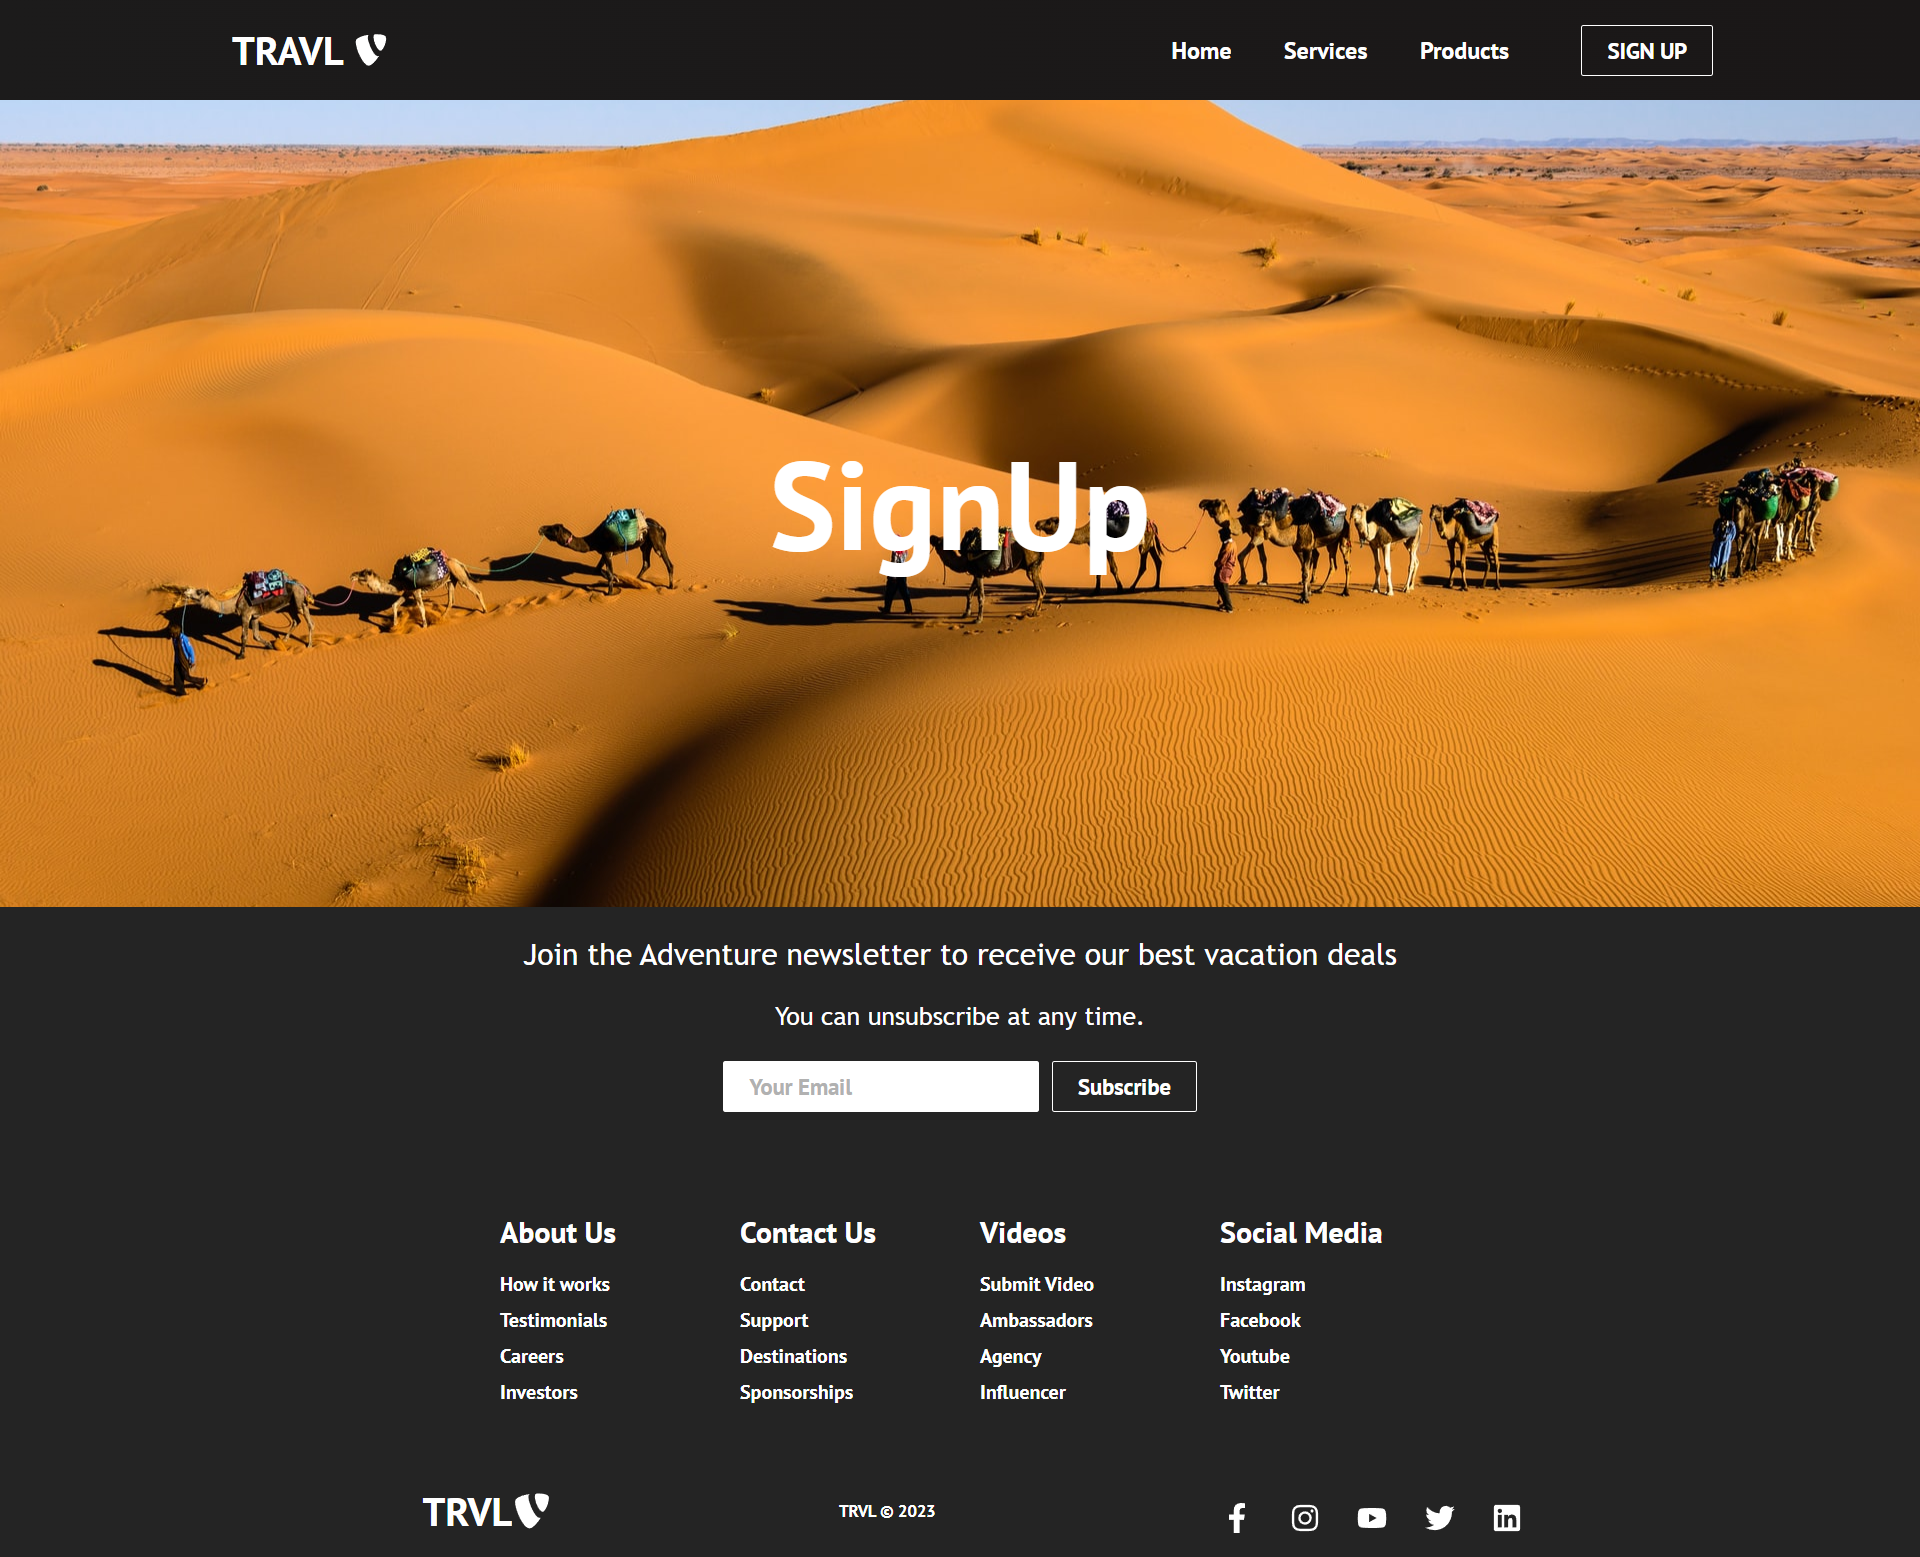 TRAVL
Home Services Products SIGN UP
SignUp
Join the Adventure newsletter to receive our best vacation deals
You can unsubscribe at any time.
Your Email Subscribe
About Us Contact Us Videos Social Media
How it works Contact Submit Video Instagram
Testimonials Support Ambassadors Facebook
Careers Destinations Agency Youtube
Investors Sponsorships Influencer Twitter
TRVL TRVL © 2023